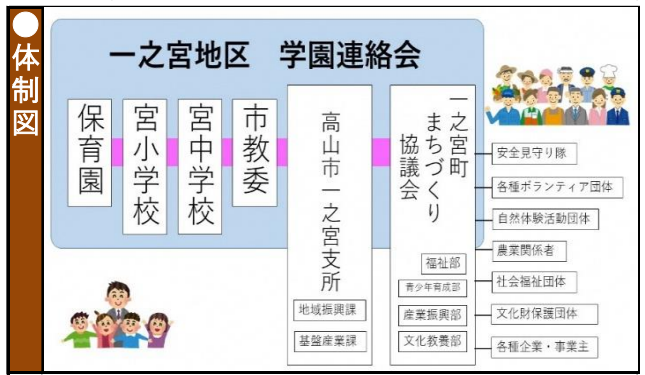 ●体制図
一之宮地区　学園連絡会
保育園
宮小学校
宮中学校
市教委
高山市一之宮支所
地域振興課
基盤産業課
一之宮町
まちづくり
協議会
福祉部
青少年育成部
産業振興部
文化教養部
安全見守り隊
各種ボランティア団体
自然体験活動団体
農業関係者
社会福祉団体
文化財保護団体
各種企業・事業主